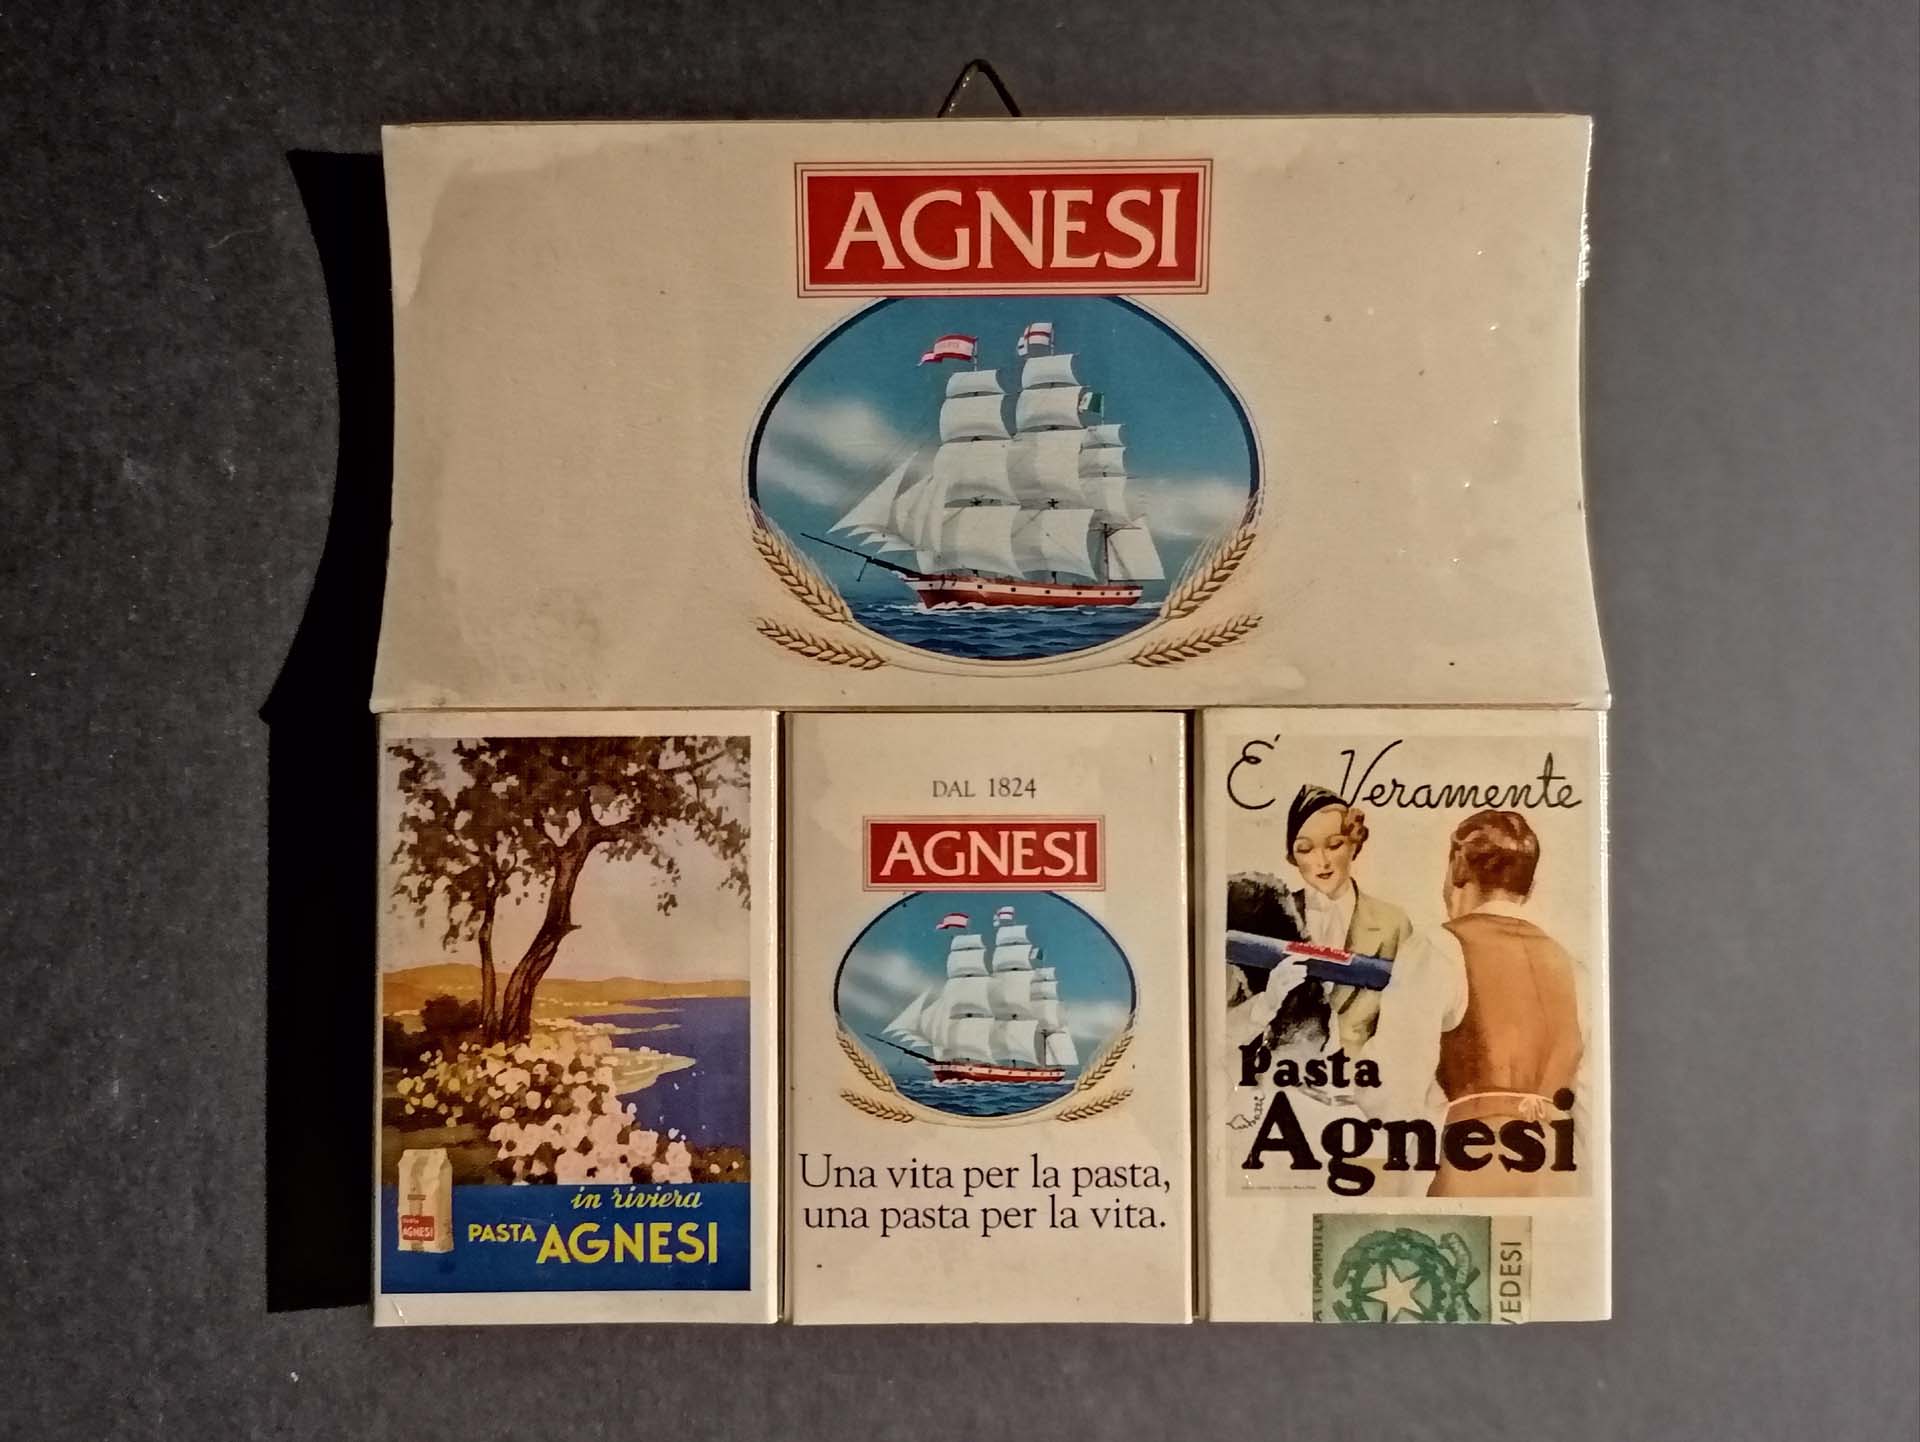 AGNESI
in riviera
PASTA AGNESI
PASTA
AGNESI
DAL 1824
AGNESI
Una vita per la pasta,
una pasta per la vita.
È Veramente
Pasta
Agnesi
VEDESI